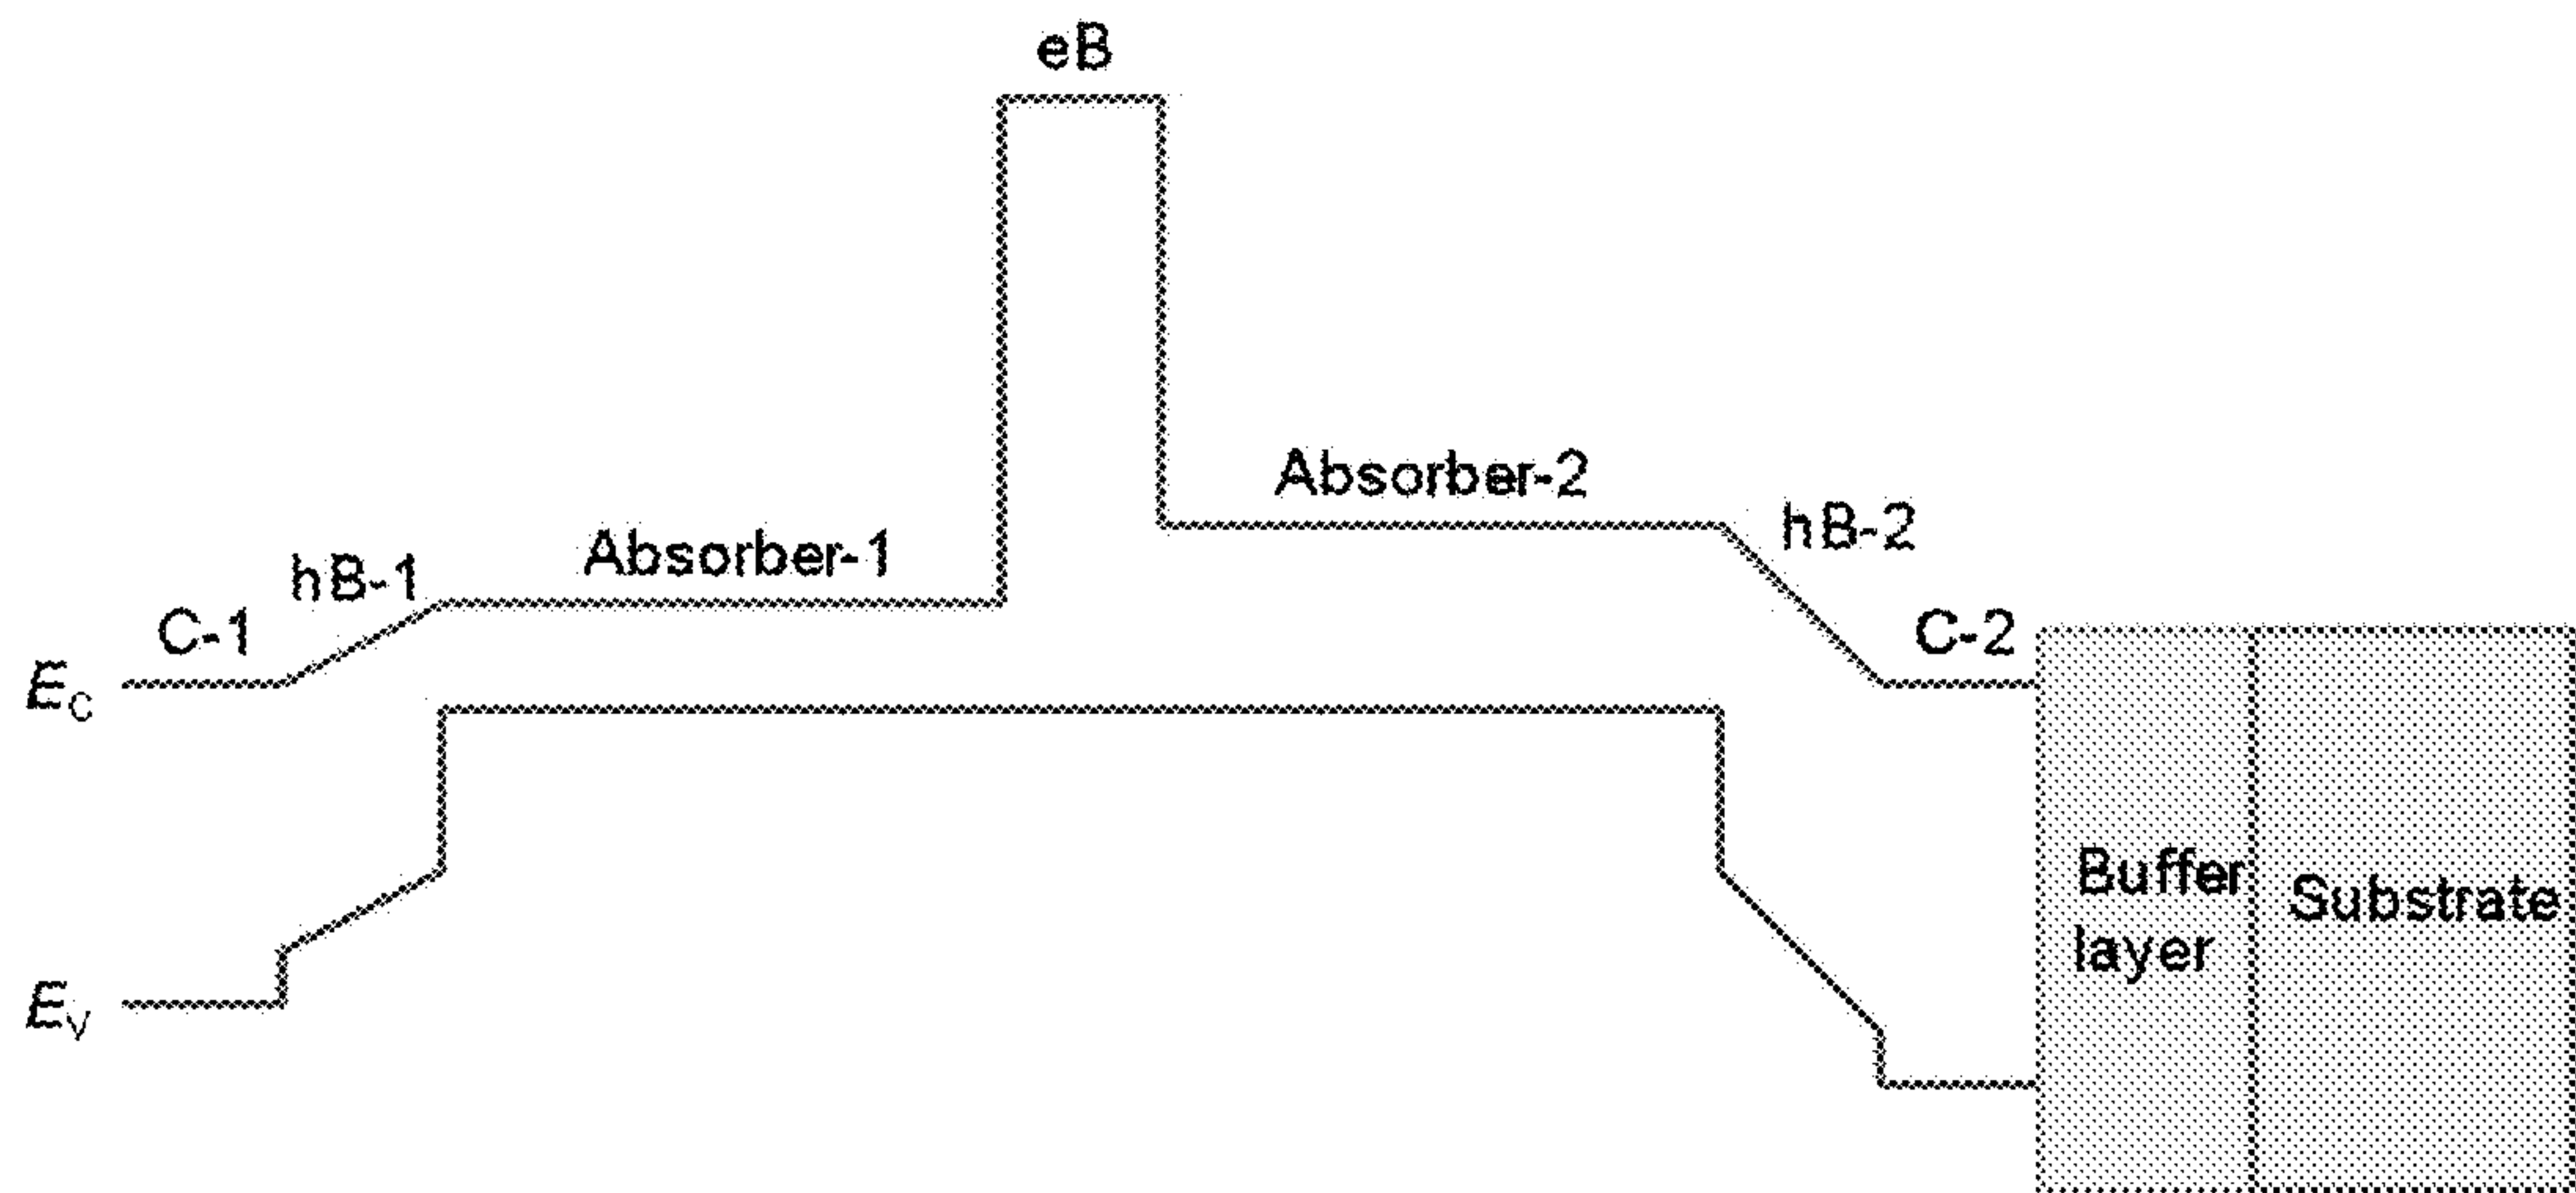 eB
Absorber-2
hB-2
Absorber-1
hB-1
C-1
C-2
EC
Buffer
layer
Substrate
EV